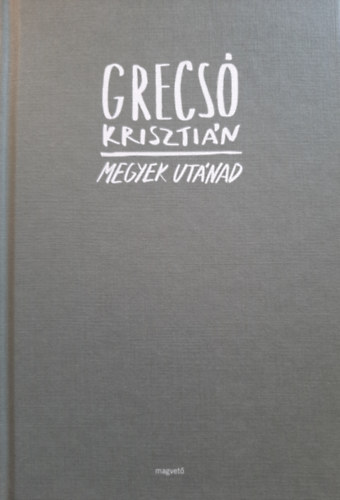 GRECSÓ
KRISZTIÁN
MEGYEK UTÁNAD
magvető